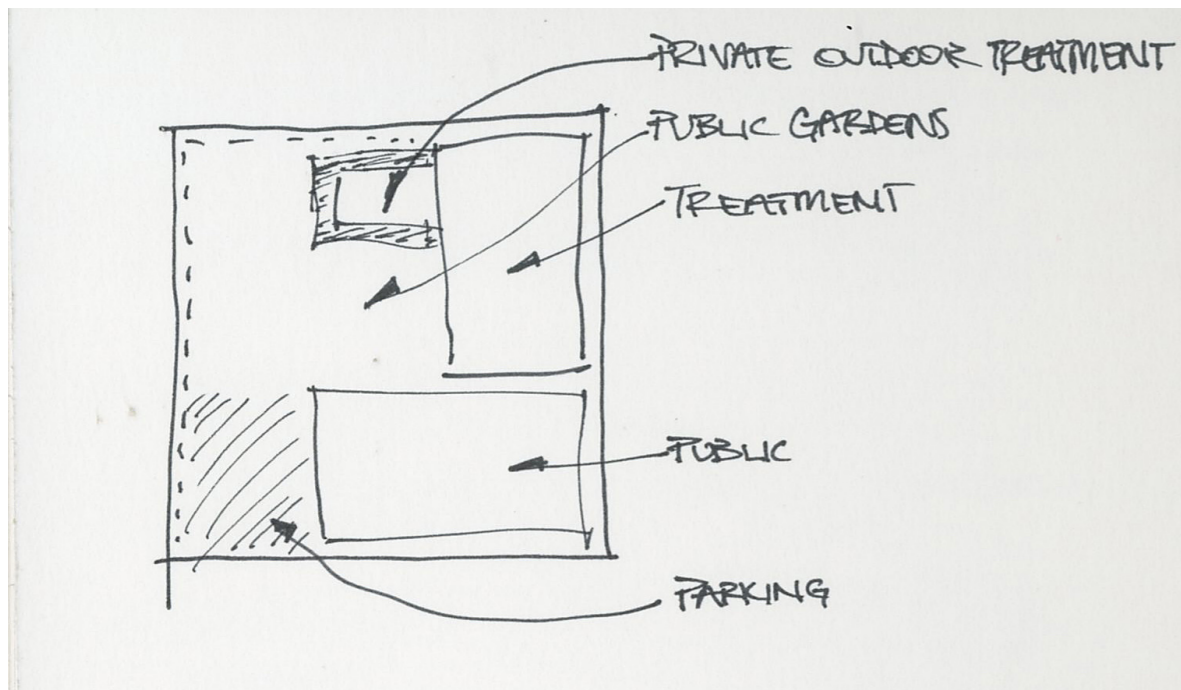 PRIVATE OUTDOOR TREATMENT
PUBLIC GARDENS
TREATMENT
PUBLIC
PARKING